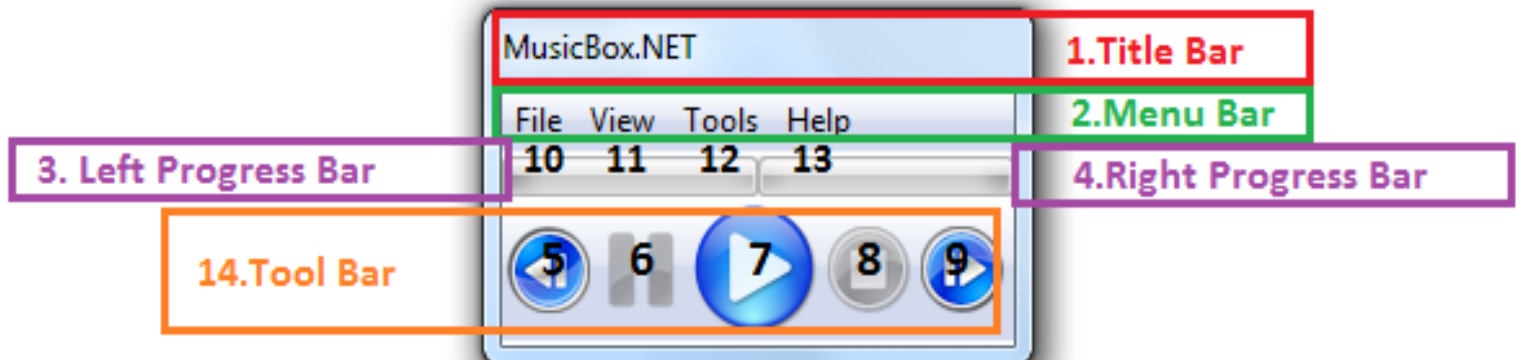 MusicBox.NET
1.Title Bar
File View Tools Help
2.Menu Bar
10 11 12 13
3. Left Progress Bar
4.Right Progress Bar
14.Tool Bar
5 6 7 8 9